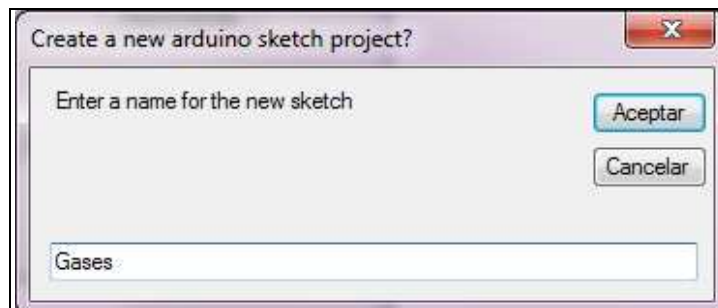 Create a new arduino sketch project?
Enter a name for the new sketch
Aceptar
Cancelar
Gases